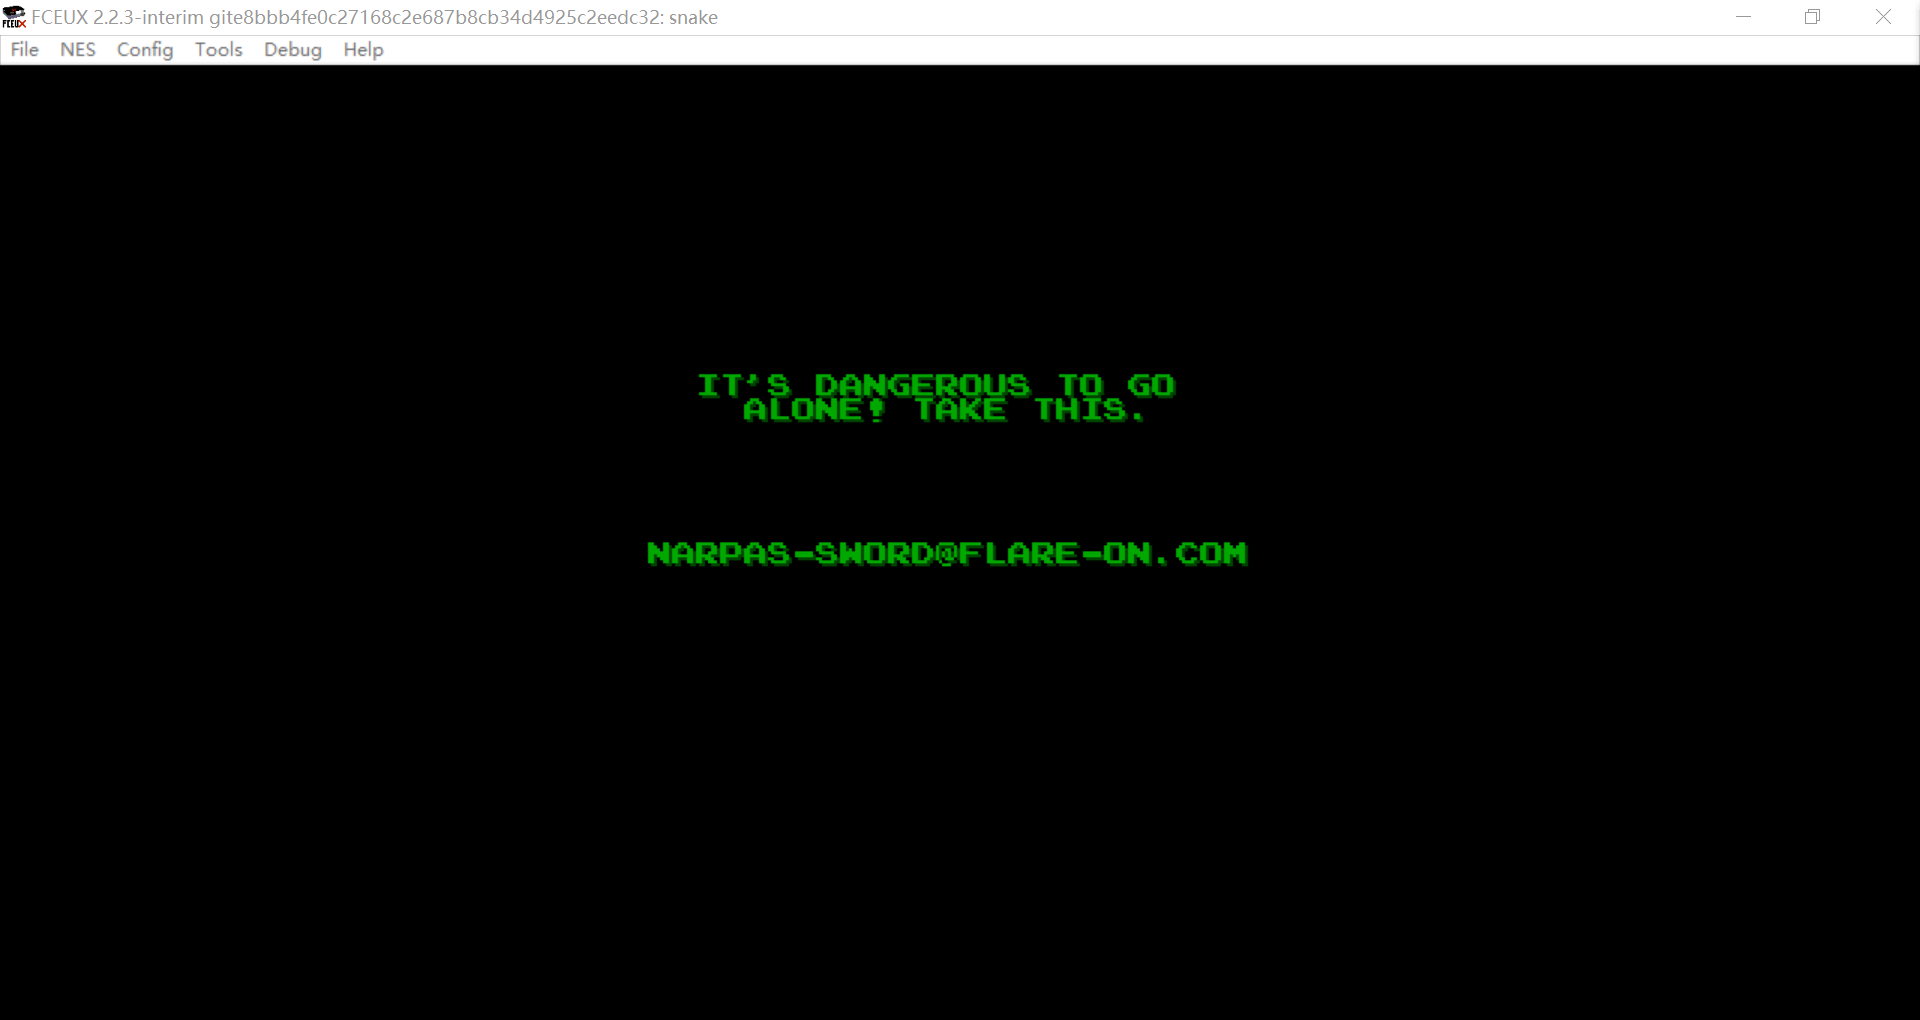 FCEUX 2.2.3-interim gite8bbb4fe0c27168c2e687b8cb34d4925c2eedc32: snake
File NES Config Tools Debug Help
IT'S DANGEROUS TO GO
ALONE! TAKE THIS.
NARPAS-SWORD@FLARE-ON.COM